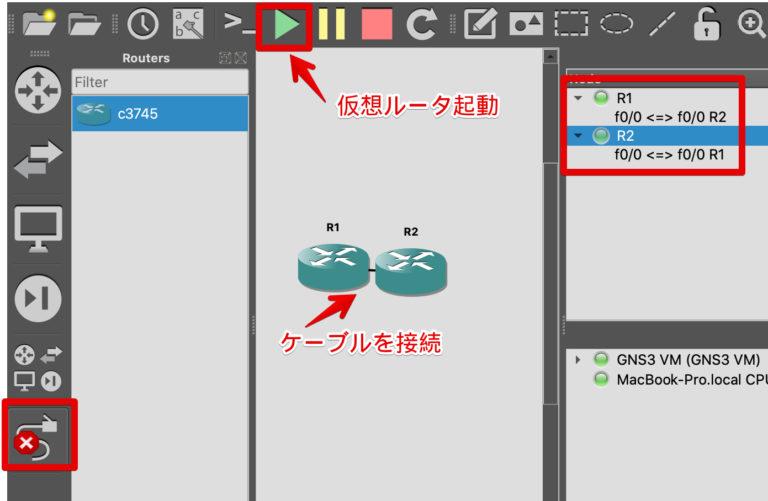 a c
b
>_
Routers
Filter
c3745
仮想ルータ起動
R1
f0/0 <=> f0/0 R2
R2
f0/0 <=> f0/0 R1
R1
R2
ケーブルを接続
GNS3 VM (GNS3 VM)
MacBook-Pro.local CPU